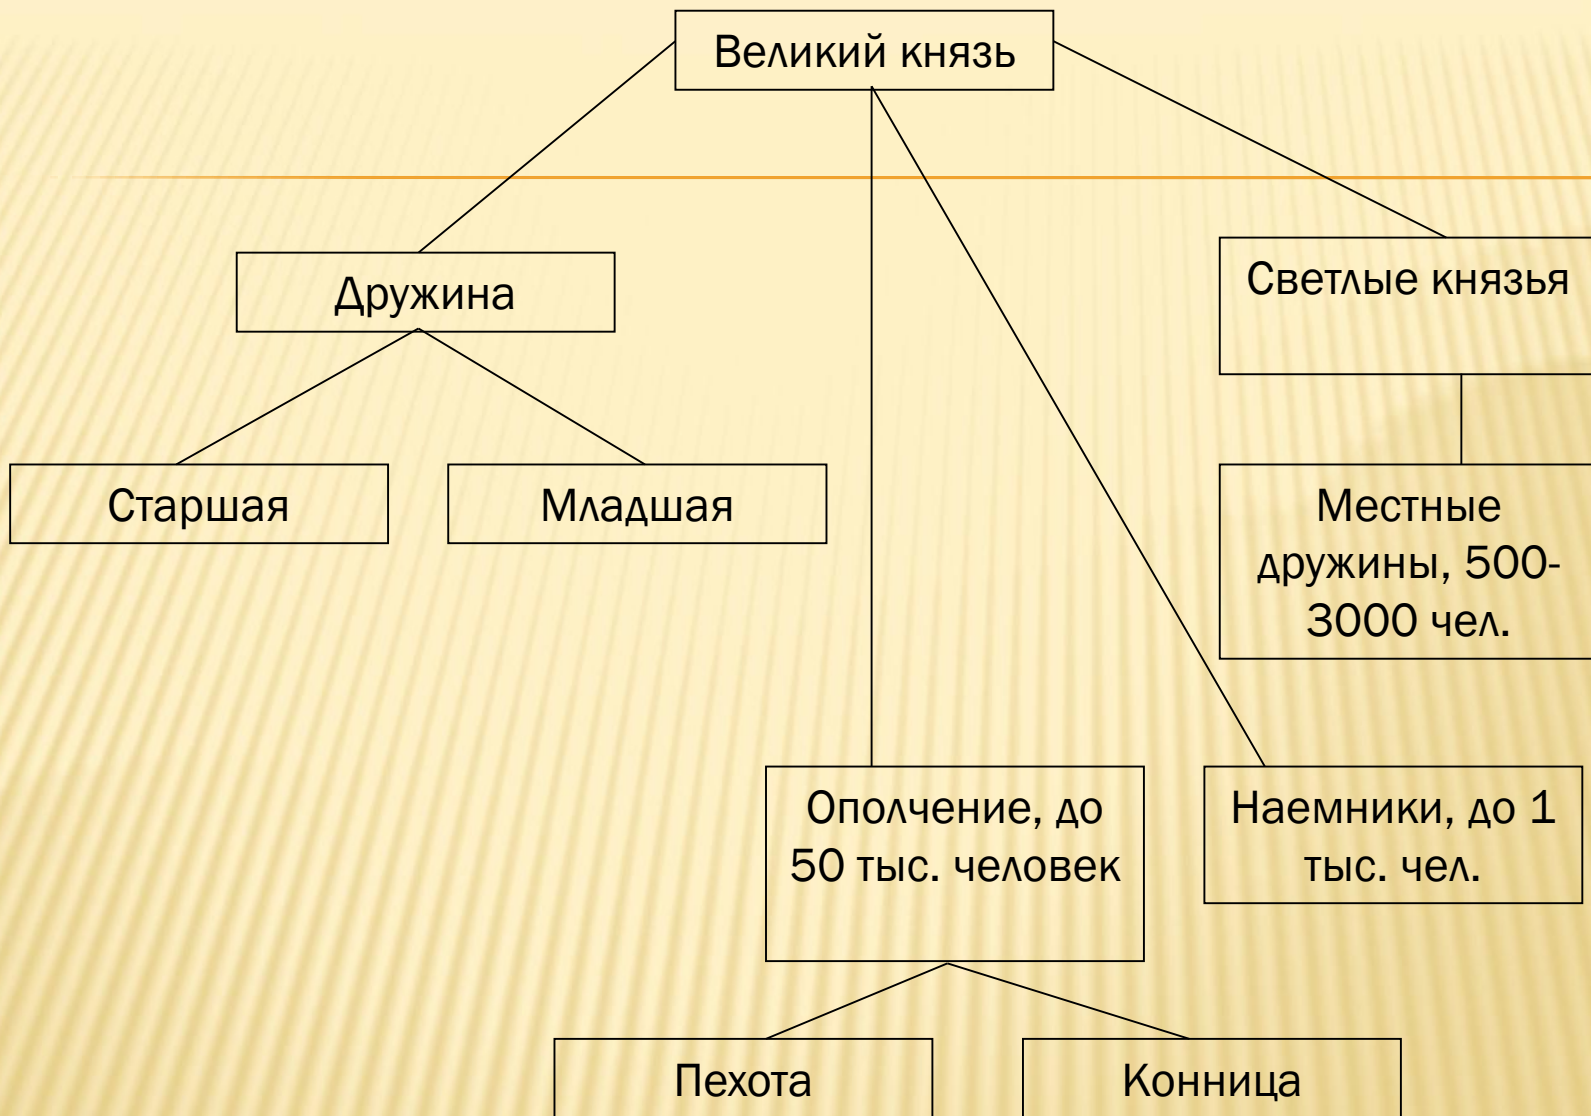 Великий князь
Дружина
Светлые князья
Старшая
Младшая
Местные
дружины, 500-
3000 чел.
Ополчение, до
50 тыс. человек
Наемники, до 1
тыс. чел.
Пехота
Конница